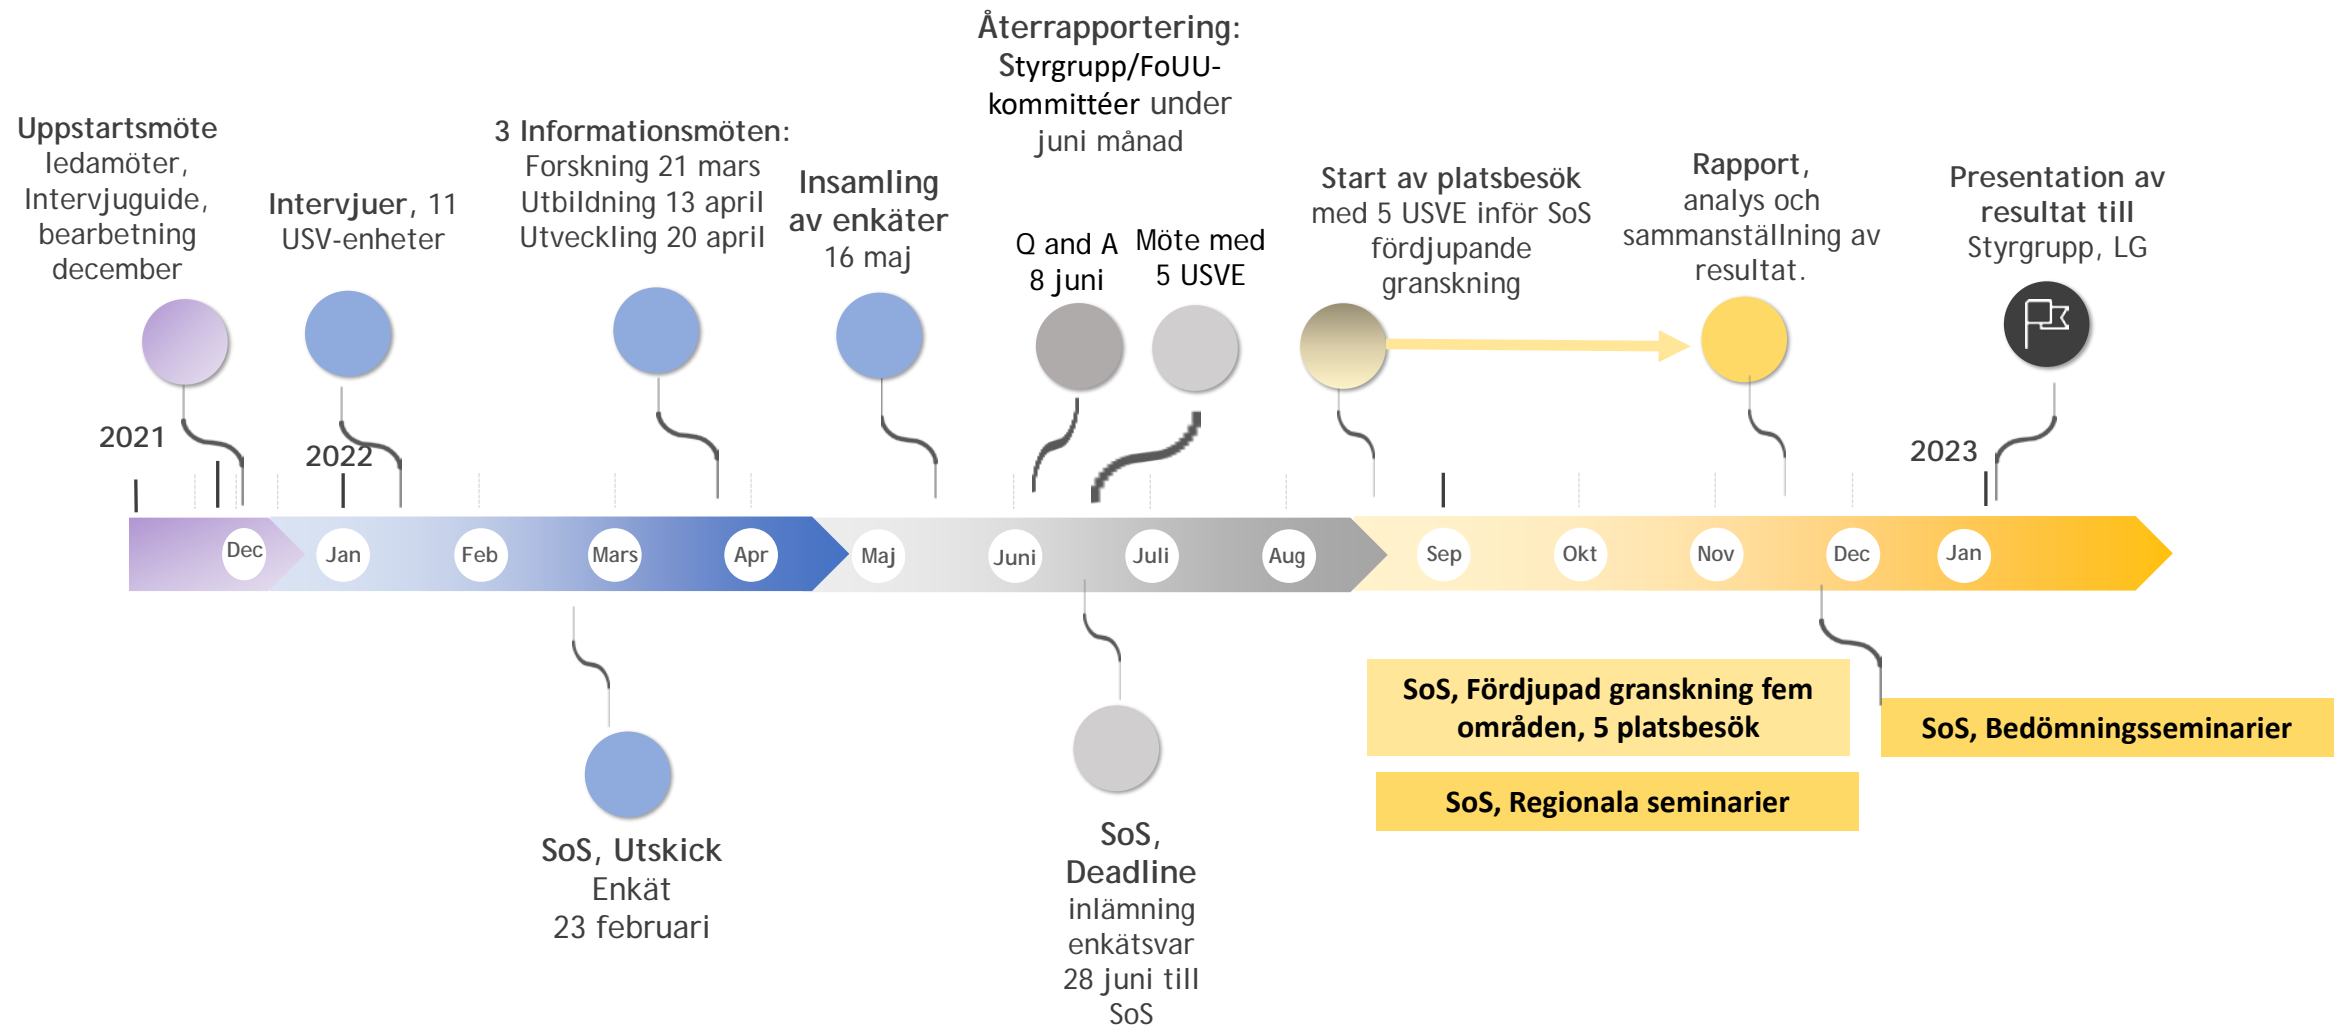 Uppstartsmöte
ledamöter,
Intervjuguide,
bearbetning
december
Intervjuer, 11
USV-enheter
3 Informationsmöten:
Forskning 21 mars
Utbildning 13 april
Utveckling 20 april
Insamling
av enkäter
16 maj
Återrapportering:
Styrgrupp/FoUU-
kommittéer under
juni månad
Q and A
8 juni
Möte med
5 USVE
Start av platsbesök
med 5 USVE inför SoS
fördjupande
granskning
Rapport,
analys och
sammanställning av
resultat.
Presentation av
resultat till
Styrgrupp, LG
2021
2022
2023
Dec
Jan
Feb
Mars
Apr
Maj
Juni
Juli
Aug
Sep
Okt
Nov
Dec
Jan
SoS, Utskick
Enkät
23 februari
SoS,
Deadline
inlämning
enkätsvar
28 juni till
SoS
SoS, Fördjupad granskning fem
områden, 5 platsbesök
SoS, Regionala seminarier
SoS, Bedömningsseminarier